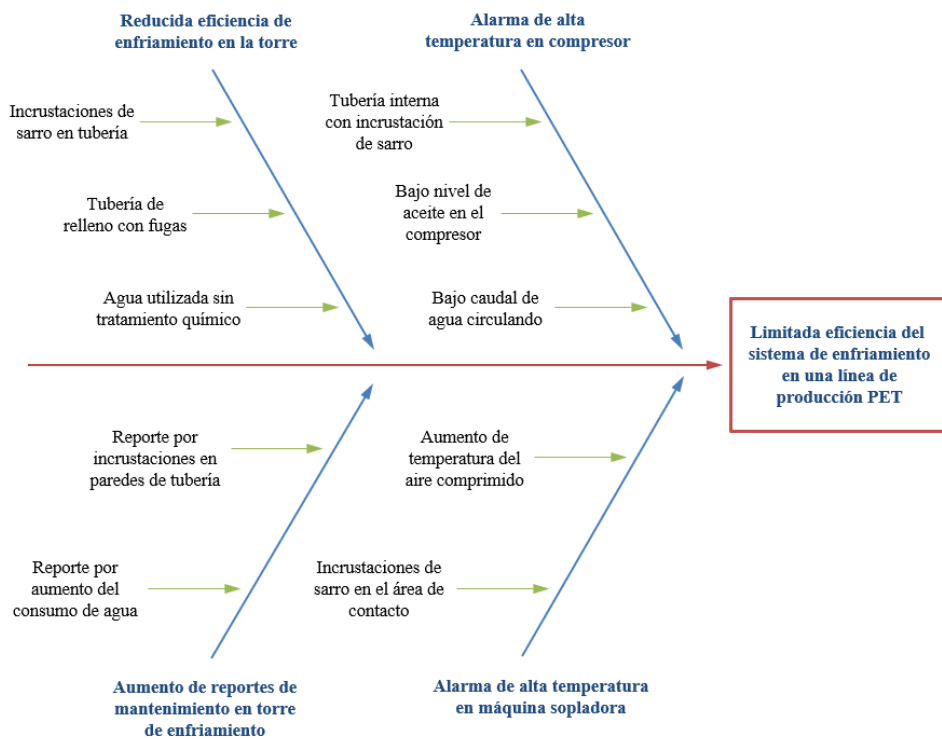 Reducida eficiencia de
enfriamiento en la torre
Alarma de alta
temperatura en compresor
Incrustaciones de
sarro en tubería
Tubería de
relleno con fugas
Agua utilizada sin
tratamiento químico
Tubería interna
con incrustación
de sarro
Bajo nivel de
aceite en el
compresor
Bajo caudal de
agua circulando
Limitada eficiencia del
sistema de enfriamiento
en una línea de
producción PET
Reporte por
incrustaciones en
paredes de tubería
Reporte por
aumento del
consumo de agua
Aumento de
temperatura del
aire comprimido
Incrustaciones de
sarro en el área de
contacto
Aumento de reportes de
mantenimiento en torre
de enfriamiento
Alarma de alta temperatura
en máquina sopladora